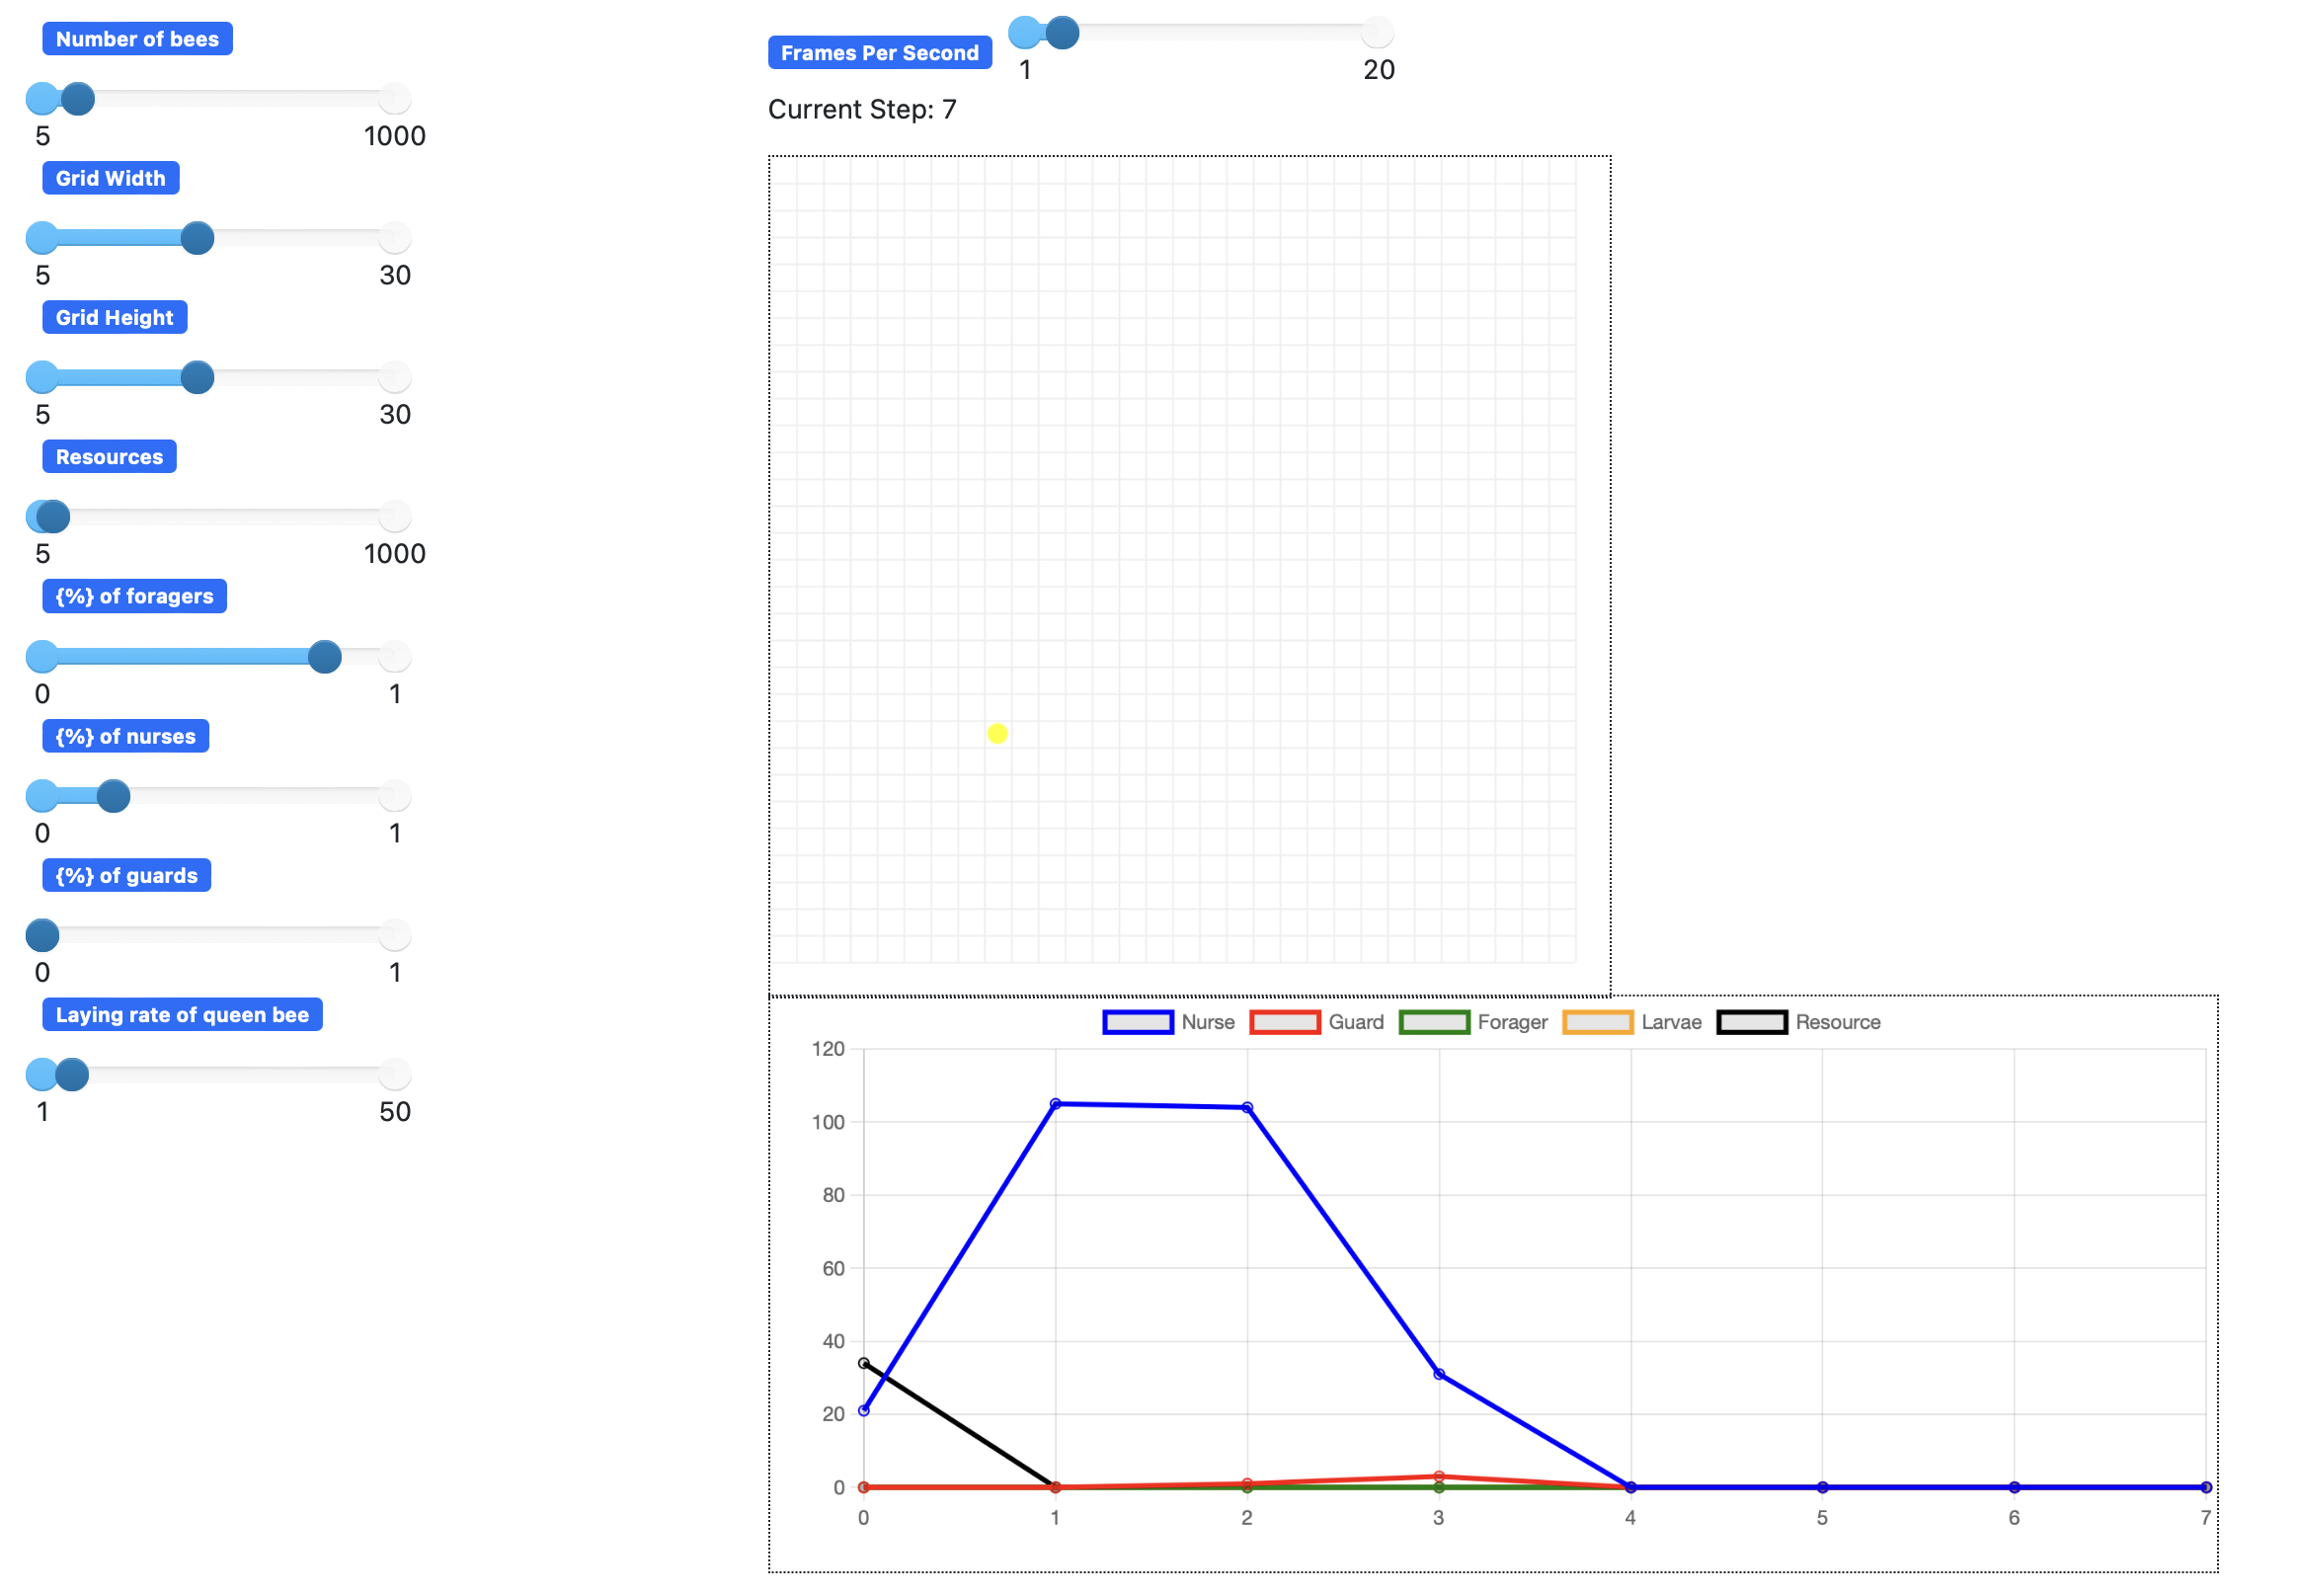 Number of bees
5 1000
Grid Width
5 30
Grid Height
5 30
Resources
5 1000
{%} of foragers
0 1
{%} of nurses
0 1
{%} of guards
0 1
Laying rate of queen bee
1 50
Frames Per Second
1 20
Current Step: 7
Nurse Guard Forager Larvae Resource
120
100
80
60
40
20
0
0 1 2 3 4 5 6 7